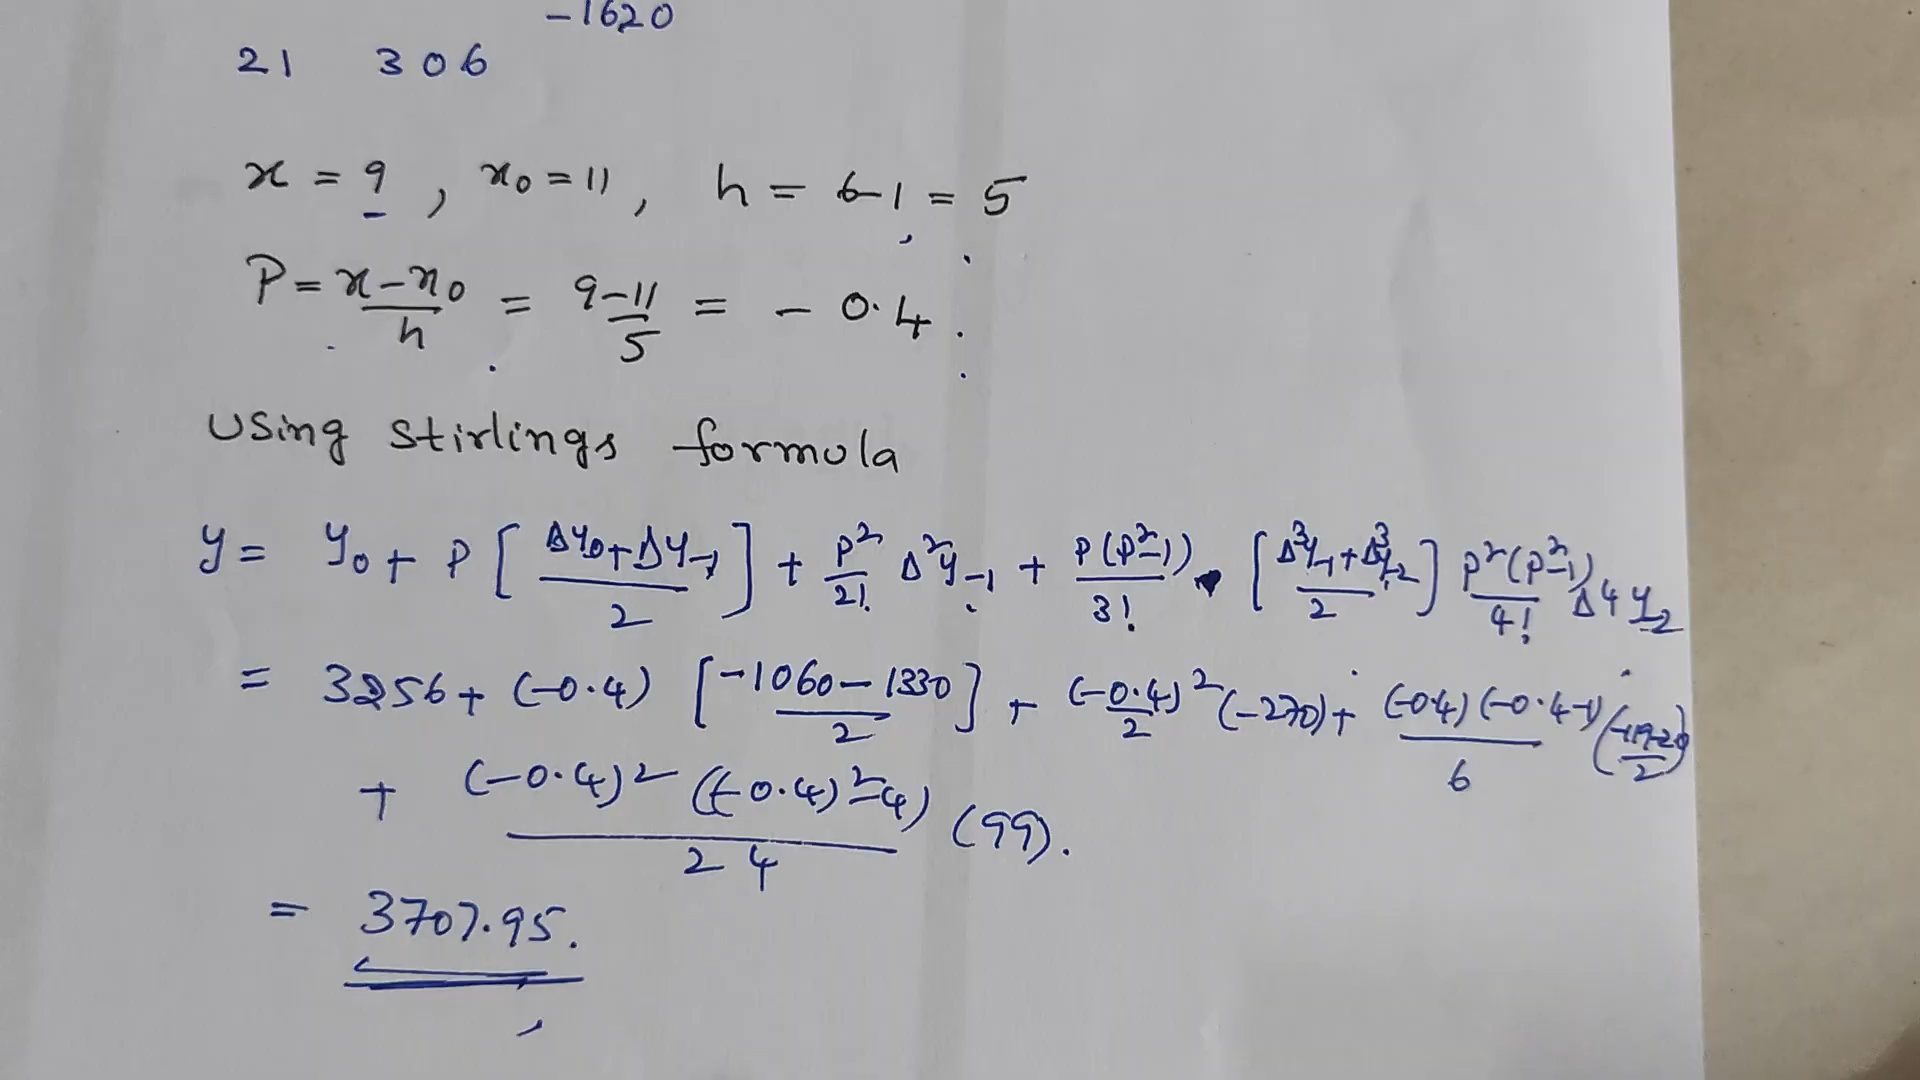 -1620
21 306
x = 9 , x₀ = 11 , h = 6-1 = 5
P = x-x₀/h = 9-11/5 = - 0.4 .
using stirlings formula
y = y₀ + P [Δy₀+Δy₋₁/2] + P²/2! Δ²y₋₁ + P(P²-1)/3! . [Δ³y₋₁+Δ³y₋₂/2] P²(P²-1)/4! Δ4 y₋₂
= 3256 + (-0.4) [-1060-1330/2] + (-0.4)²/2 (-270) + (-0.4)(-0.4-1)/6 ( /2)
+ (-0.4)² ((-0.4)²-4)/24 (99).
= 3707.95.